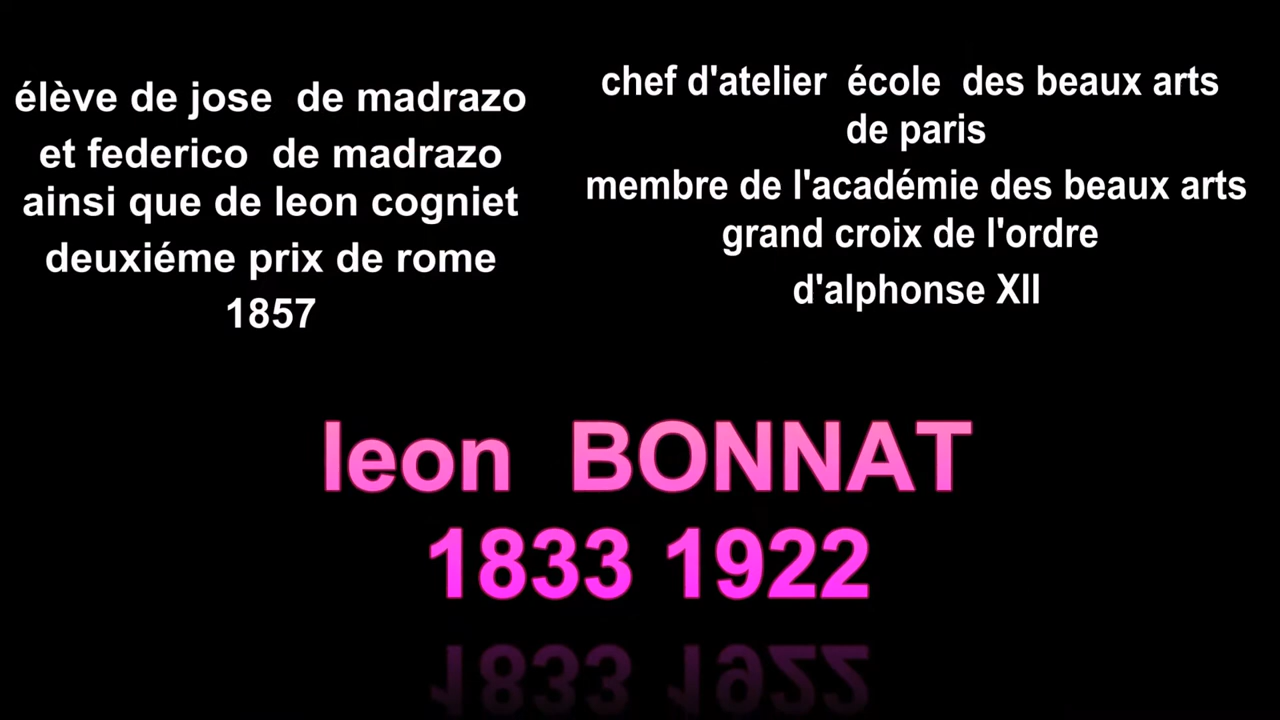 élève de jose de madrazo
et federico de madrazo
ainsi que de leon cogniet
deuxiéme prix de rome
1857
chef d'atelier école des beaux arts
de paris
membre de l'académie des beaux arts
grand croix de l'ordre
d'alphonse XII
leon BONNAT
1833 1922